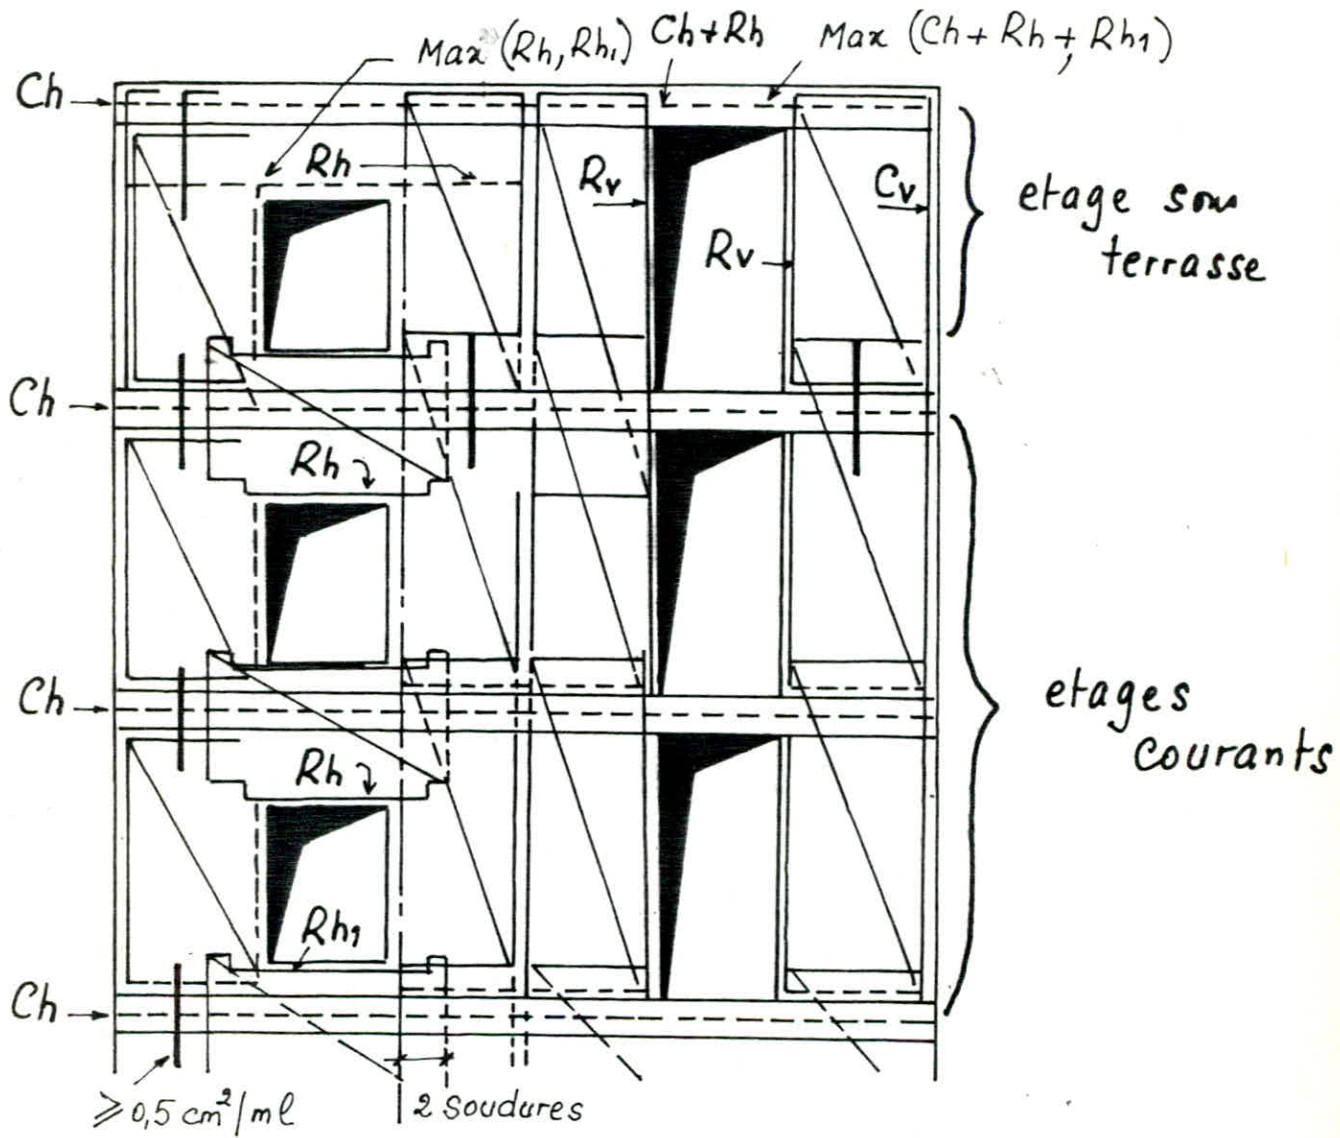 Max (Rh, Rh₁) Ch+Rh Max (Ch + Rh +, Rh1)
Ch
Rh
Rv
Cv
etage sous
terrasse
Rv
Ch
Rh
Ch
etages
courants
Rh
Rh1
Ch
⩾0,5 cm²/ml
2 soudures